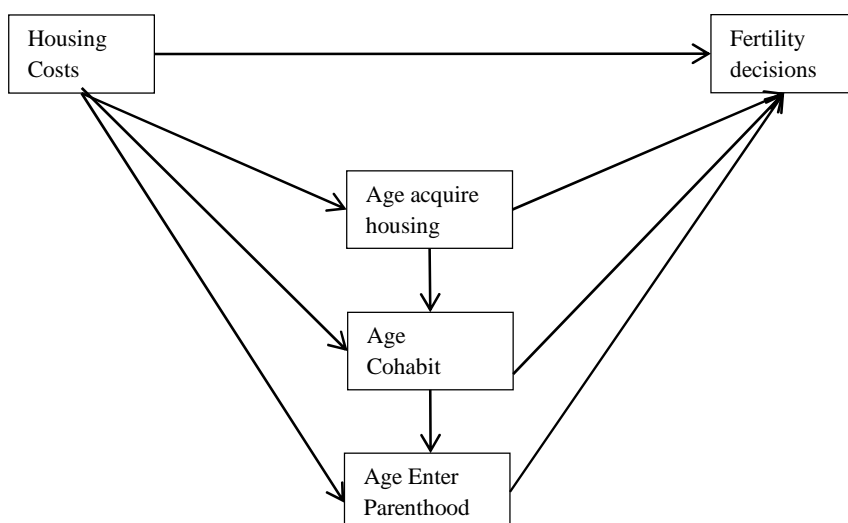 Housing
Costs
Fertility
decisions
Age acquire
housing
Age
Cohabit
Age Enter
Parenthood